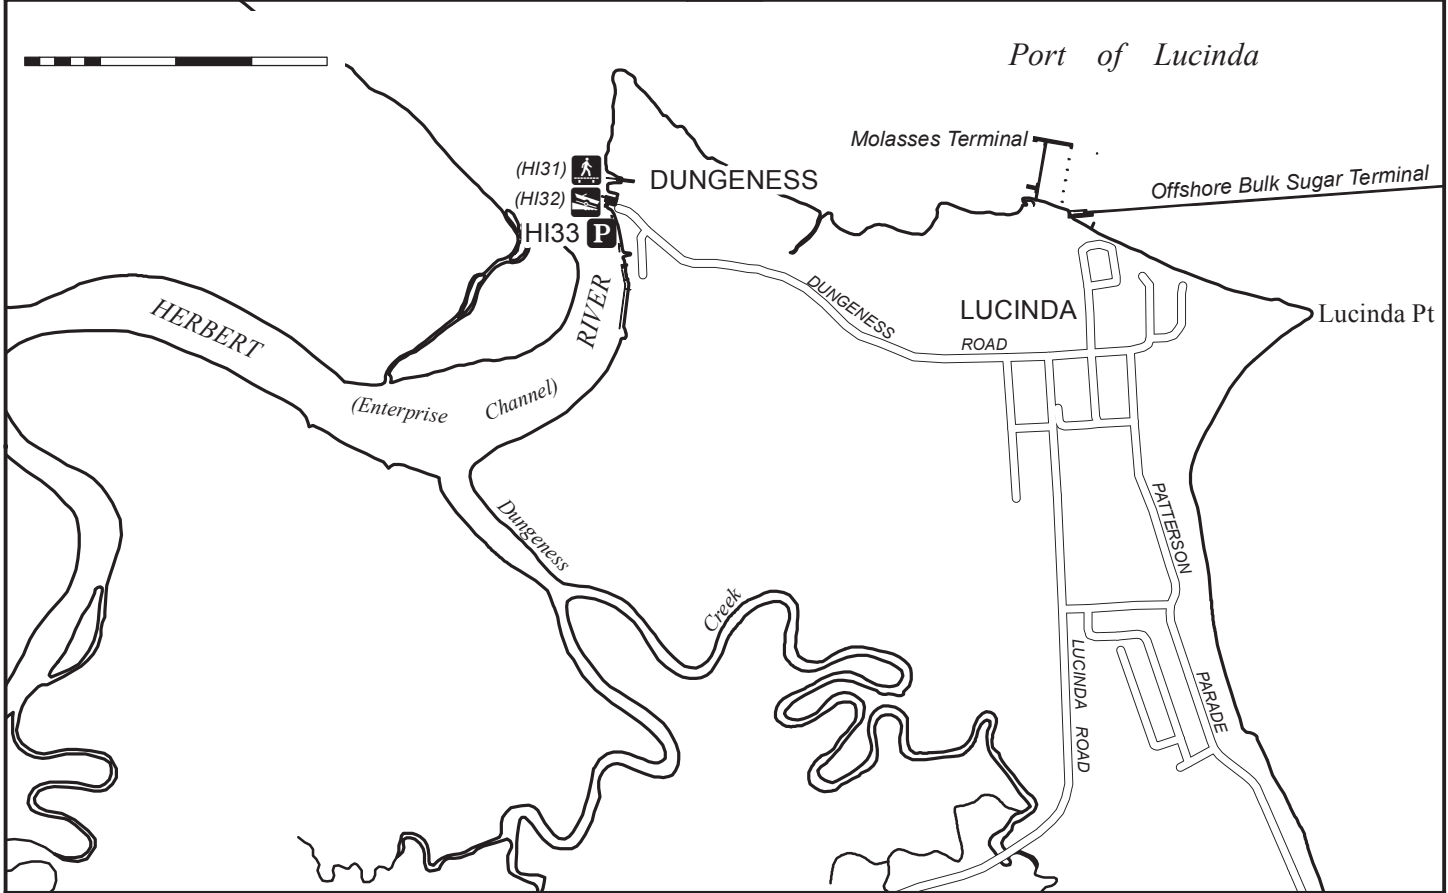 Port of Lucinda
Molasses Terminal
(HI31)
DUNGENESS
Offshore Bulk Sugar Terminal
(HI32)
HI33 P
RIVER
DUNGENESS
LUCINDA
Lucinda Pt
HERBERT
ROAD
(Enterprise Channel)
Dungeness
PATTERSON
Creek
LUCINDA ROAD
PARADE